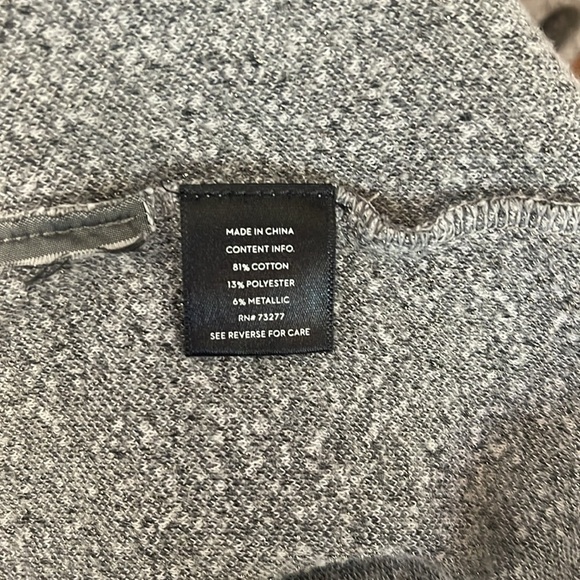 MADE IN CHINA
CONTENT INFO.
81% COTTON
13% POLYESTER
6% METALLIC
RN# 73277
SEE REVERSE FOR CARE